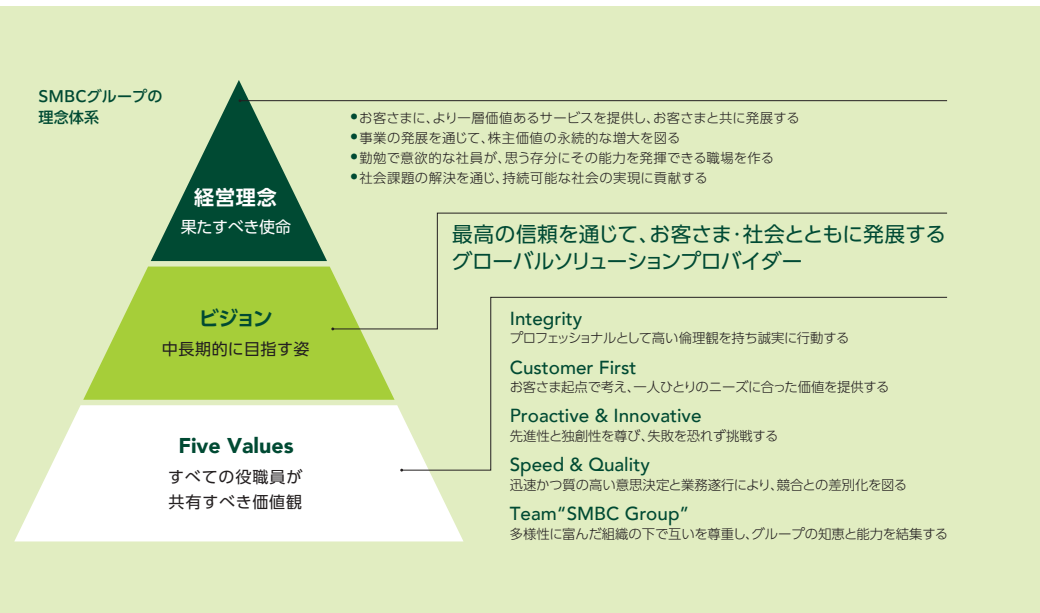 SMBCグループの
理念体系
経営理念
果たすべき使命
●お客さまに、より一層価値あるサービスを提供し、お客さまと共に発展する
●事業の発展を通じて、株主価値の永続的な増大を図る
●勤勉で意欲的な社員が、思う存分にその能力を発揮できる職場を作る
●社会課題の解決を通じ、持続可能な社会の実現に貢献する
ビジョン
中長期的に目指す姿
最高の信頼を通じて、お客さま・社会とともに発展する
グローバルソリューションプロバイダー
Five Values
すべての役職員が
共有すべき価値観
Integrity
プロフェッショナルとして高い倫理観を持ち誠実に行動する
Customer First
お客さま起点で考え、一人ひとりのニーズに合った価値を提供する
Proactive & Innovative
先進性と独創性を尊び、失敗を恐れず挑戦する
Speed & Quality
迅速かつ質の高い意思決定と業務遂行により、競合との差別化を図る
Team“SMBC Group”
多様性に富んだ組織の下で互いを尊重し、グループの知恵と能力を結集する